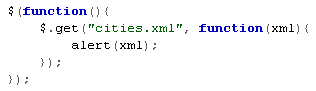 $(function(){
    $.get("cities.xml", function(xml){
        alert(xml);
    });
});